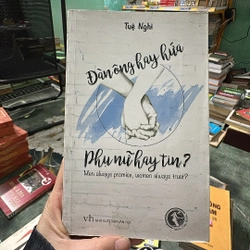 Tuệ Nghi
Đàn ông hay hứa
Phụ nữ hay tin?
Men always promise, women always trust?